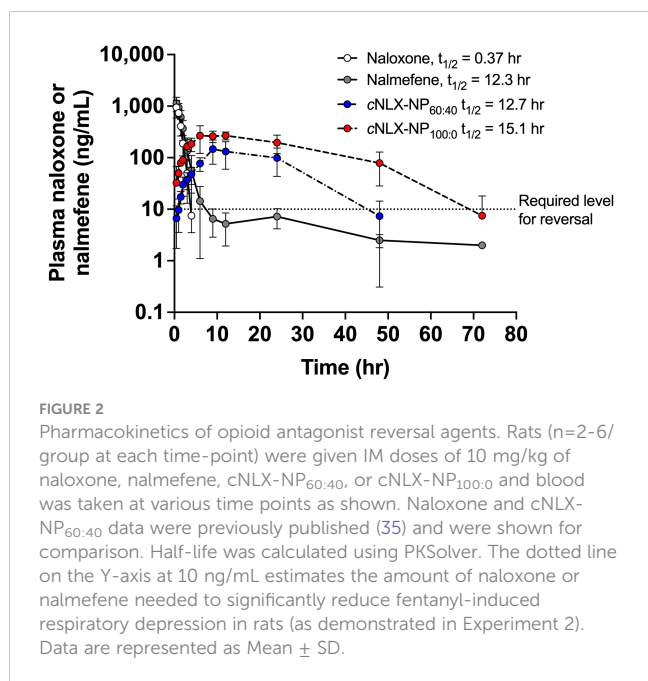 10,000
1,000
100
10
1
0.1
Plasma naloxone or
nalmefene (ng/mL)
Naloxone, t1/2 = 0.37 hr
Nalmefene, t1/2 = 12.3 hr
cNLX-NP60:40 t1/2 = 12.7 hr
cNLX-NP100:0 t1/2 = 15.1 hr
Required level
for reversal
0 10 20 30 40 50 60 70 80
Time (hr)
FIGURE 2
Pharmacokinetics of opioid antagonist reversal agents. Rats (n=2-6/
group at each time-point) were given IM doses of 10 mg/kg of
naloxone, nalmefene, cNLX-NP60:40, or cNLX-NP100:0 and blood
was taken at various time points as shown. Naloxone and cNLX-
NP60:40 data were previously published (35) and were shown for
comparison. Half-life was calculated using PKSolver. The dotted line
on the Y-axis at 10 ng/mL estimates the amount of naloxone or
nalmefene needed to significantly reduce fentanyl-induced
respiratory depression in rats (as demonstrated in Experiment 2).
Data are represented as Mean ± SD.